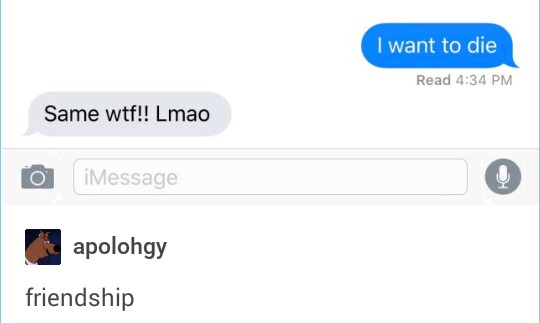 I want to die
Read 4:34 PM
Same wtf!! Lmao
iMessage
apolohgy
friendship